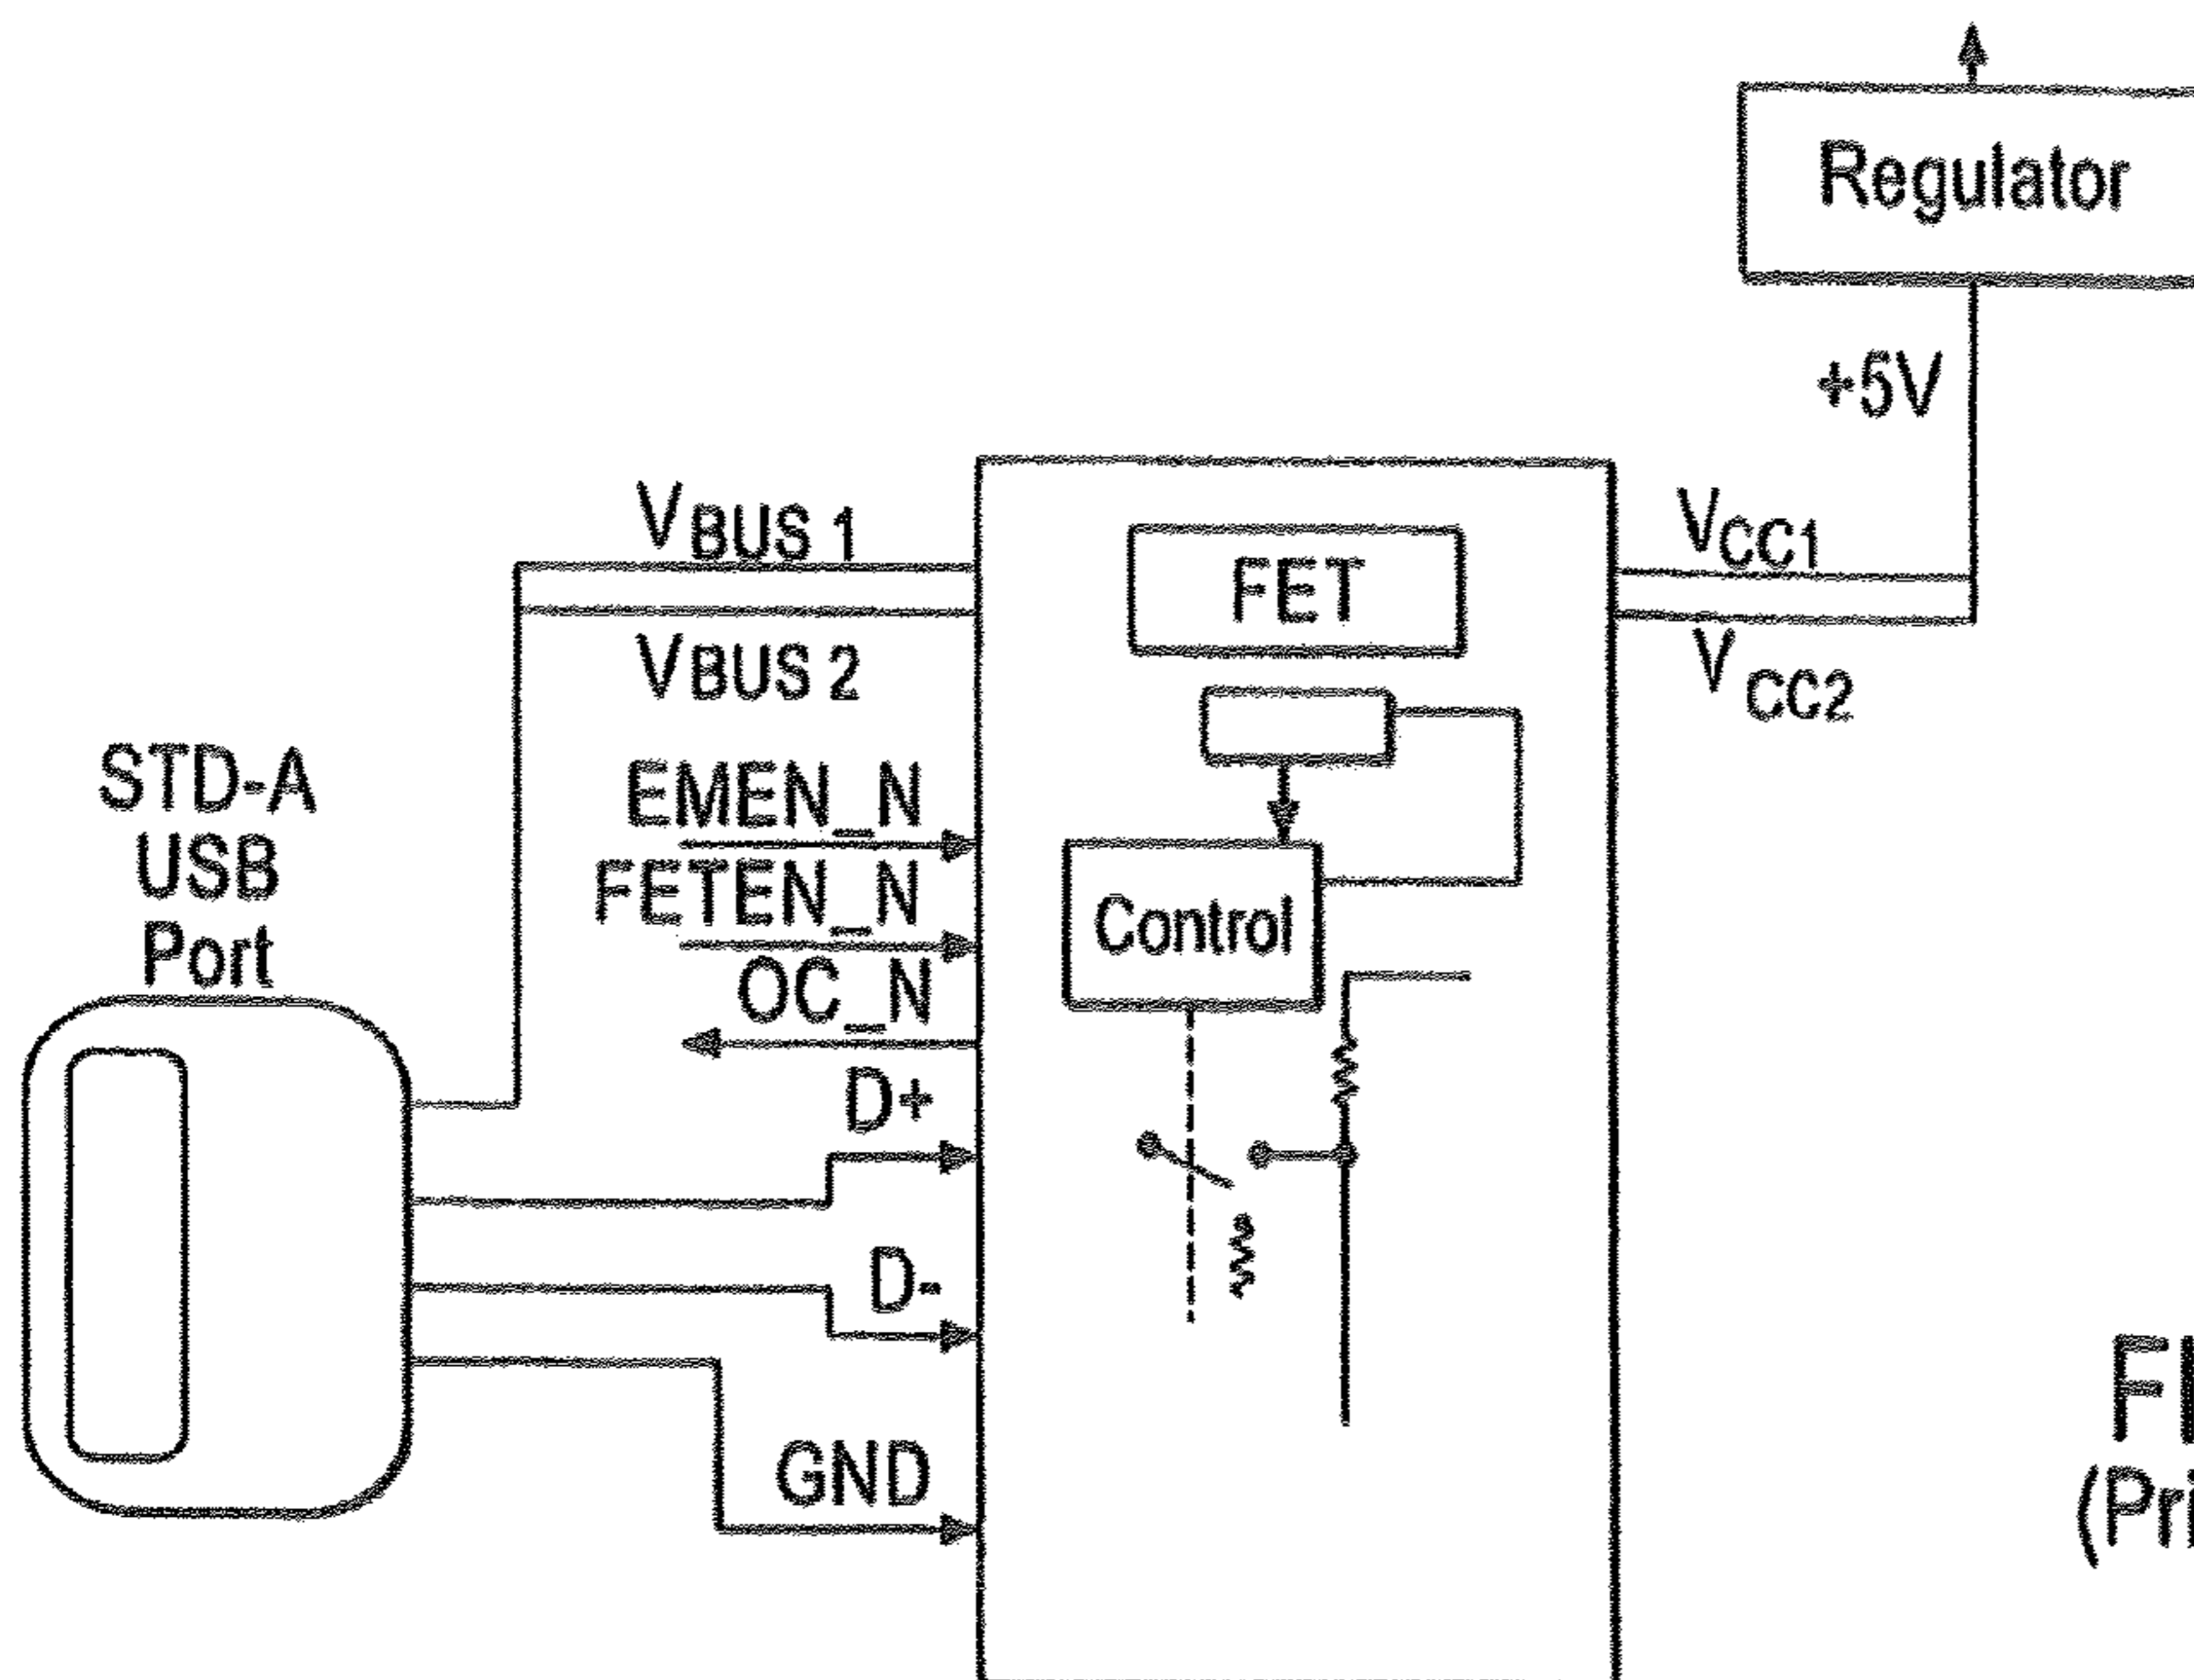 Regulator
+5V
VBUS 1
VCC1
FET
VBUS 2
VCC2
STD-A
USB
Port
EMEN_N
FETEN_N
Control
OC_N
D+
D-
GND